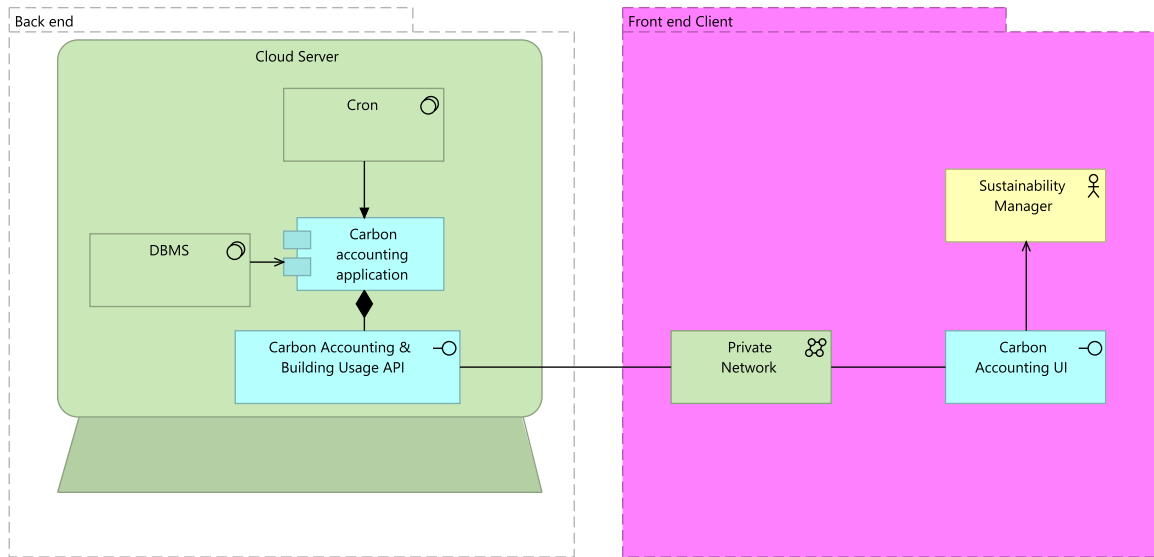 Back end
Cloud Server
Cron
DBMS
Carbon
accounting
application
Carbon Accounting &
Building Usage API
Front end Client
Sustainability
Manager
Private
Network
Carbon
Accounting UI